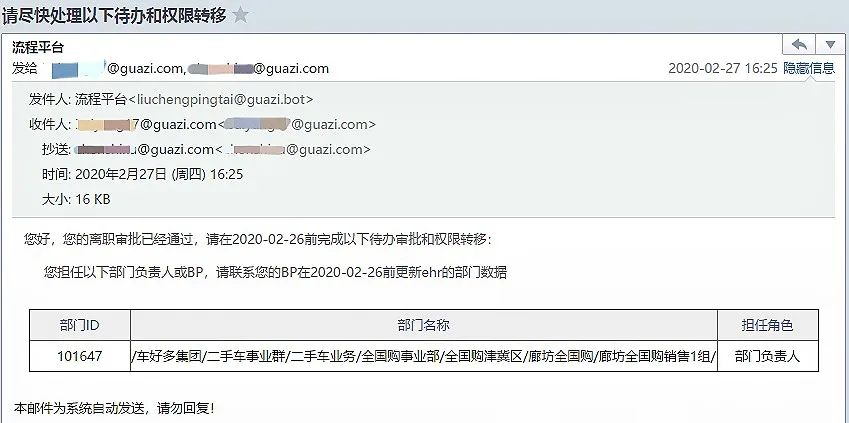 请尽快处理以下待办和权限转移
流程平台
发给 @guazi.com, @guazi.com 2020-02-27 16:25 隐藏信息
发件人: 流程平台<liuchengpingtai@guazi.bot>
收件人: 7@guazi.com< @guazi.com>
抄送: u@guazi.com< @guazi.com>
时间: 2020年2月27日 (周四) 16:25
大小: 16 KB
您好，您的离职审批已经通过，请在2020-02-26前完成以下待办审批和权限转移：
您担任以下部门负责人或BP，请联系您的BP在2020-02-26前更新ehr的部门数据
部门ID 部门名称 担任角色
101647 /车好多集团/二手车事业群/二手车业务/全国购事业部/全国购津冀区/廊坊全国购/廊坊全国购销售1组/ 部门负责人
本邮件为系统自动发送，请勿回复！